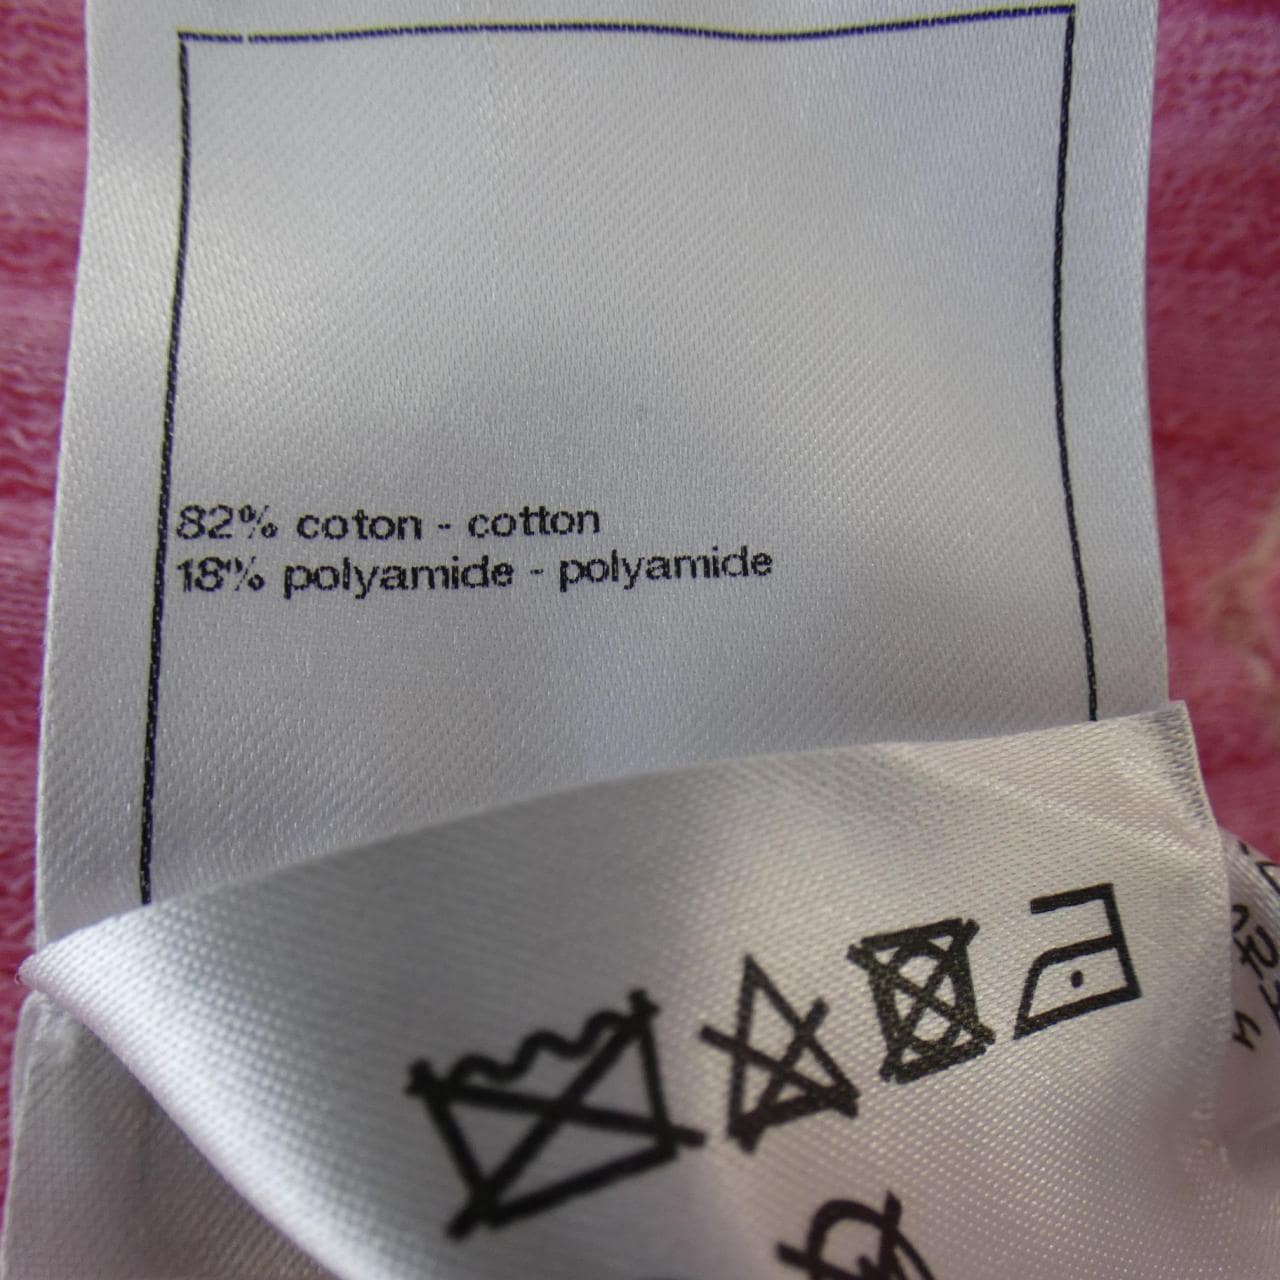 82% coton - cotton
18% polyamide - polyamide